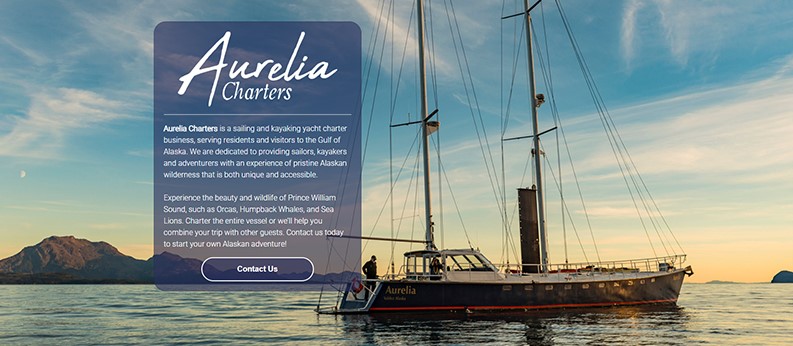 Aurelia
Charters
Aurelia Charters is a sailing and kayaking yacht charter
business, serving residents and visitors to the Gulf of
Alaska. We are dedicated to providing sailors, kayakers
and adventurers with an experience of pristine Alaskan
wilderness that is both unique and accessible.
Experience the beauty and wildlife of Prince William
Sound, such as Orcas, Humpback Whales, and Sea
Lions. Charter the entire vessel or we'll help you
combine your trip with other guests. Contact us today
to start your own Alaskan adventure!
Contact Us
Aurelia